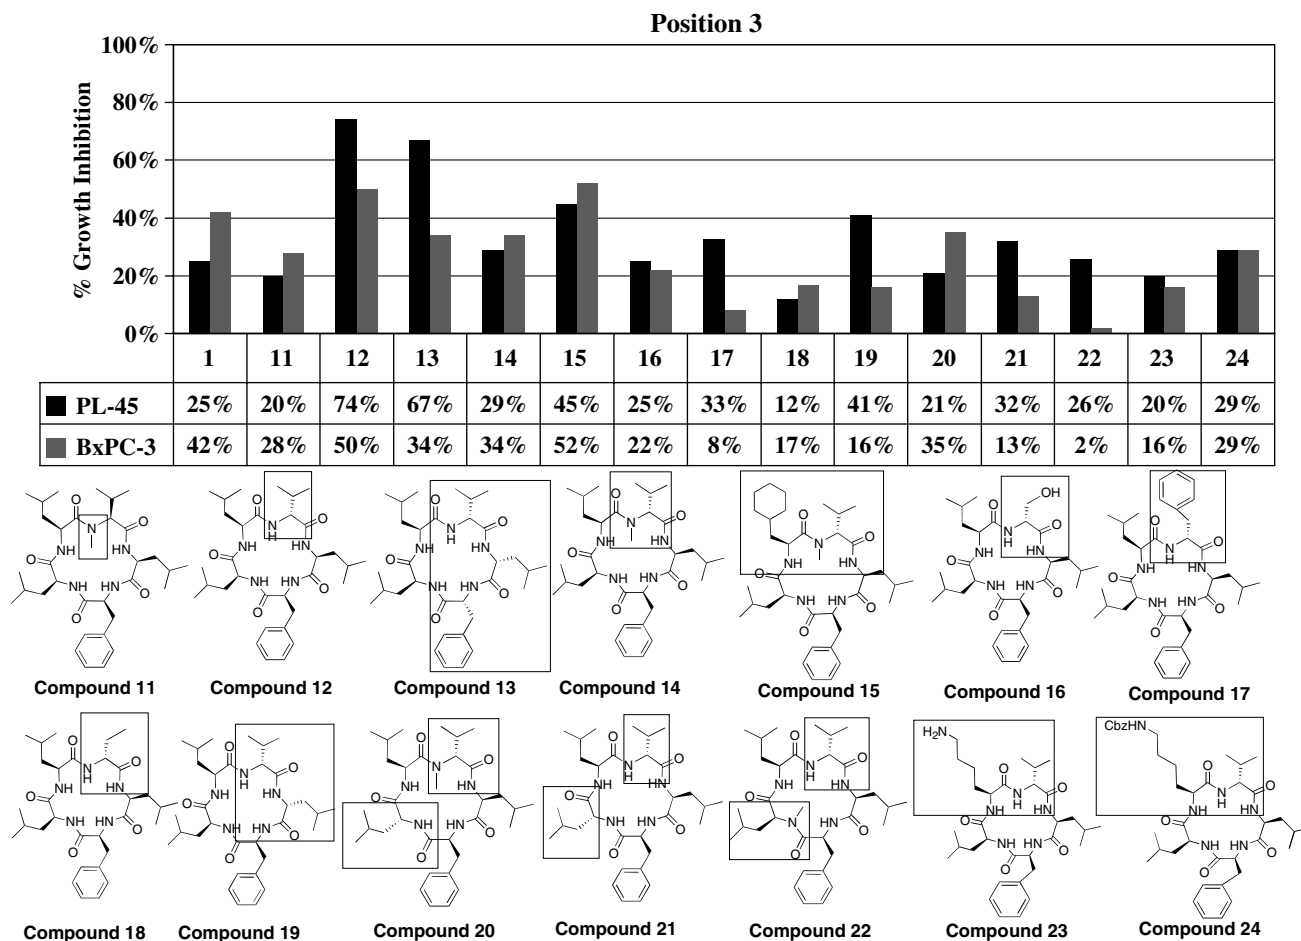 Position 3
% Growth Inhibition
100%
80%
60%
40%
20%
0%
1 11 12 13 14 15 16 17 18 19 20 21 22 23 24
PL-45 25% 20% 74% 67% 29% 45% 25% 33% 12% 41% 21% 32% 26% 20% 29%
BxPC-3 42% 28% 50% 34% 34% 52% 22% 8% 17% 16% 35% 13% 2% 16% 29%
OH
Compound 11 Compound 12 Compound 13 Compound 14 Compound 15 Compound 16 Compound 17
H2N CbzHN
Compound 18 Compound 19 Compound 20 Compound 21 Compound 22 Compound 23 Compound 24